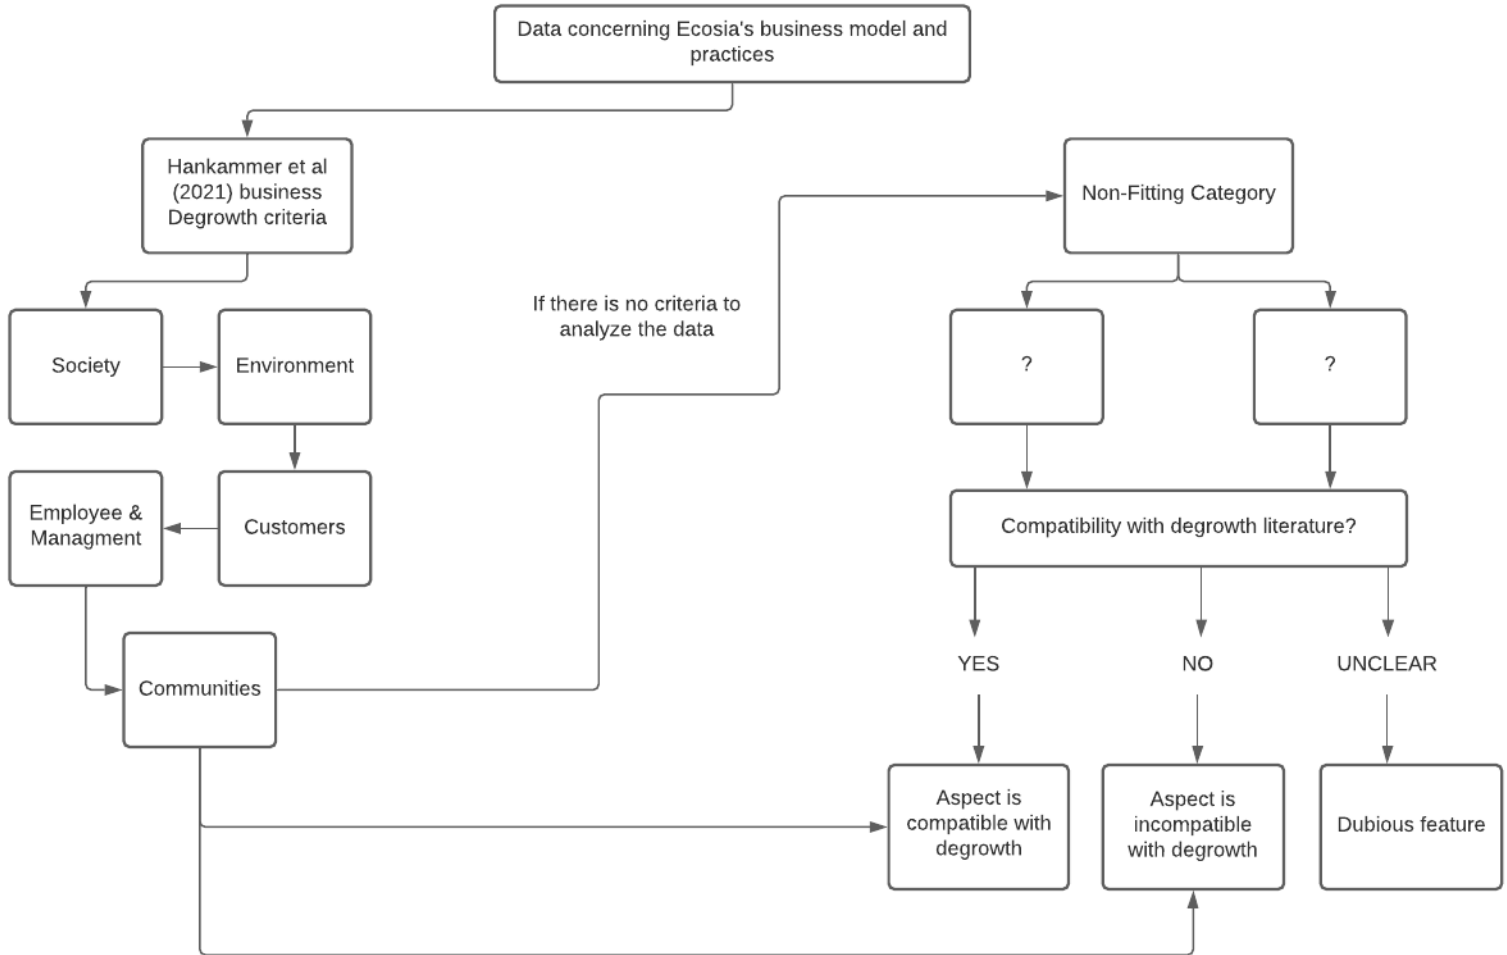 Data concerning Ecosia's business model and
practices
Hankammer et al
(2021) business
Degrowth criteria
Non-Fitting Category
If there is no criteria to
analyze the data
Society
Environment
?
?
Employee &
Managment
Customers
Compatibility with degrowth literature?
Communities
YES
NO
UNCLEAR
Aspect is
compatible with
degrowth
Aspect is
incompatible
with degrowth
Dubious feature